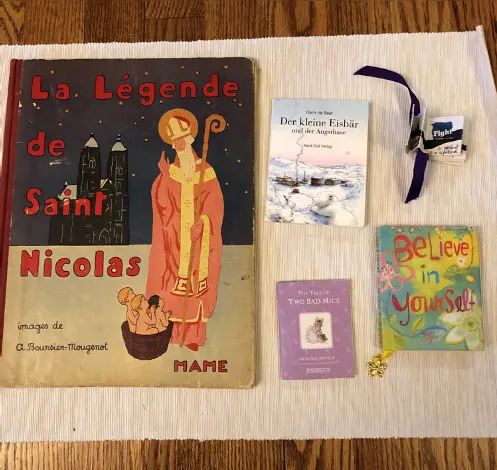 La Légende
de
Saint
Nicolas
images de
A. Boursier-Mougenot
MAME
Hans de Beer
Der kleine Eisbär
und der Angsthase
Nord-Süd Verlag
Fight
THE TALE OF
TWO BAD MICE
BEATRIX POTTER
Believe
in
yourself